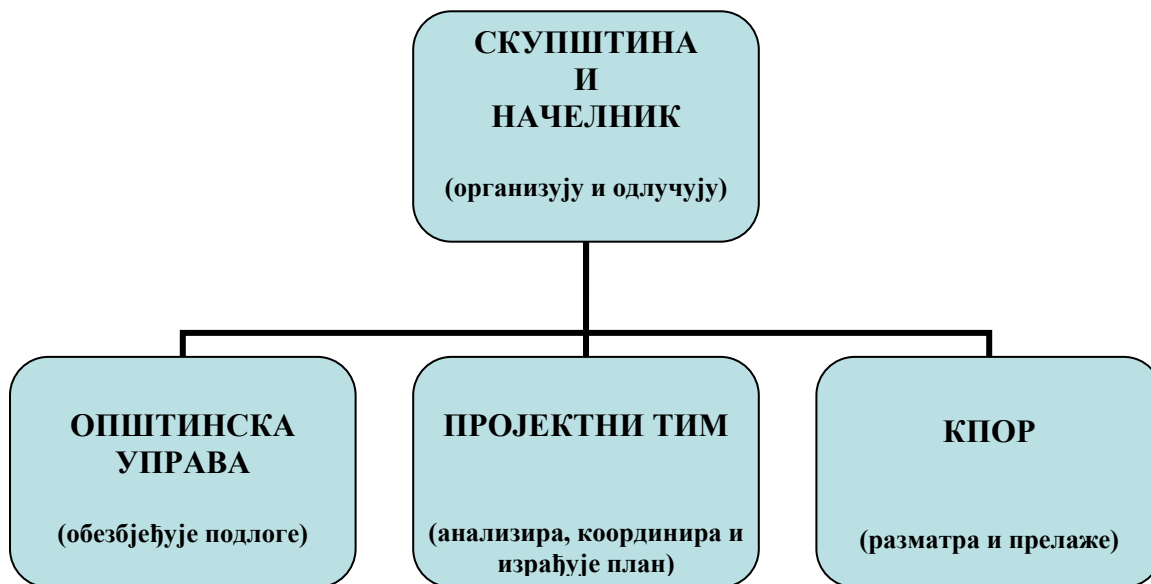 СКУПШТИНА
И
НАЧЕЛНИК
(организују и одлучују)
ОПШТИНСКА
УПРАВА
(обезбјеђује подлоге)
ПРОЈЕКТНИ ТИМ
(анализира, координира и
израђује план)
КПОР
(разматра и прелаже)